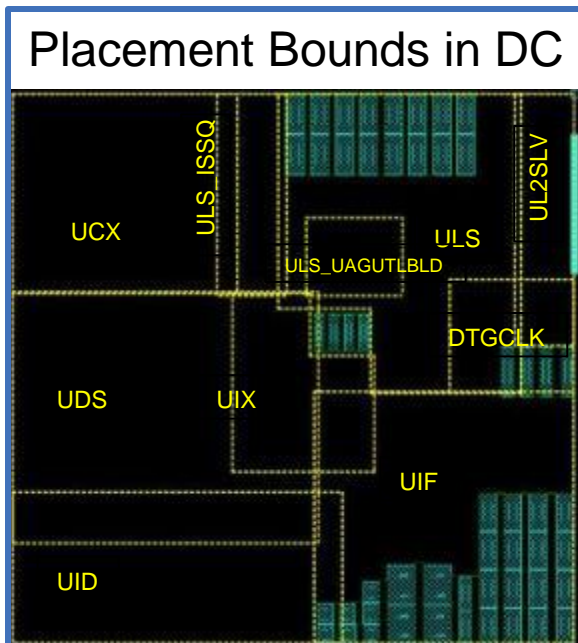 Placement Bounds in DC
ULS_ISSQ
UL2SLV
UCX
ULS
ULS_UAGUTLBLD
DTGCLK
UDS
UIX
UIF
UID